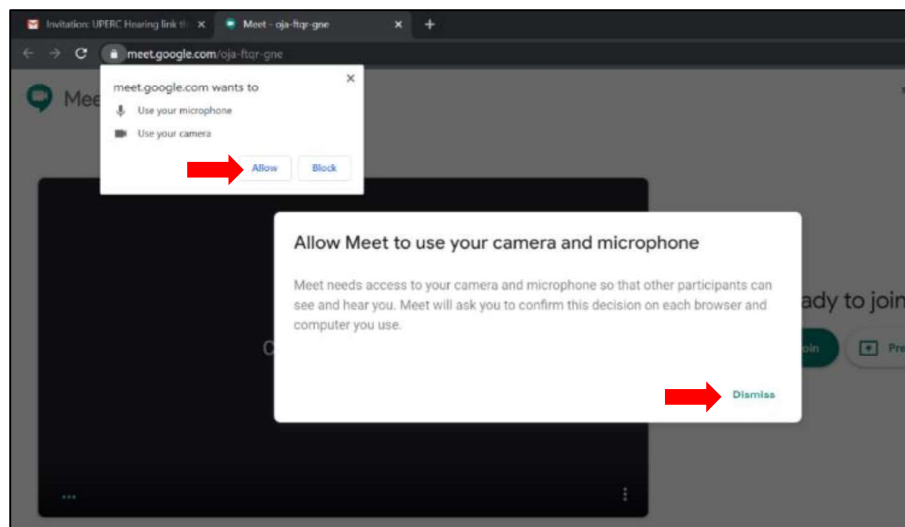 Invitation: UPERC Hearing link th
Meet - oja-ftqr-gne
meet.google.com/oja-ftqr-gne
Mee
meet.google.com wants to
Use your microphone
Use your camera
Allow
Block
Allow Meet to use your camera and microphone
Meet needs access to your camera and microphone so that other participants can
see and hear you. Meet will ask you to confirm this decision on each browser and
computer you use.
Dismiss
ady to join
oin
Pre
C